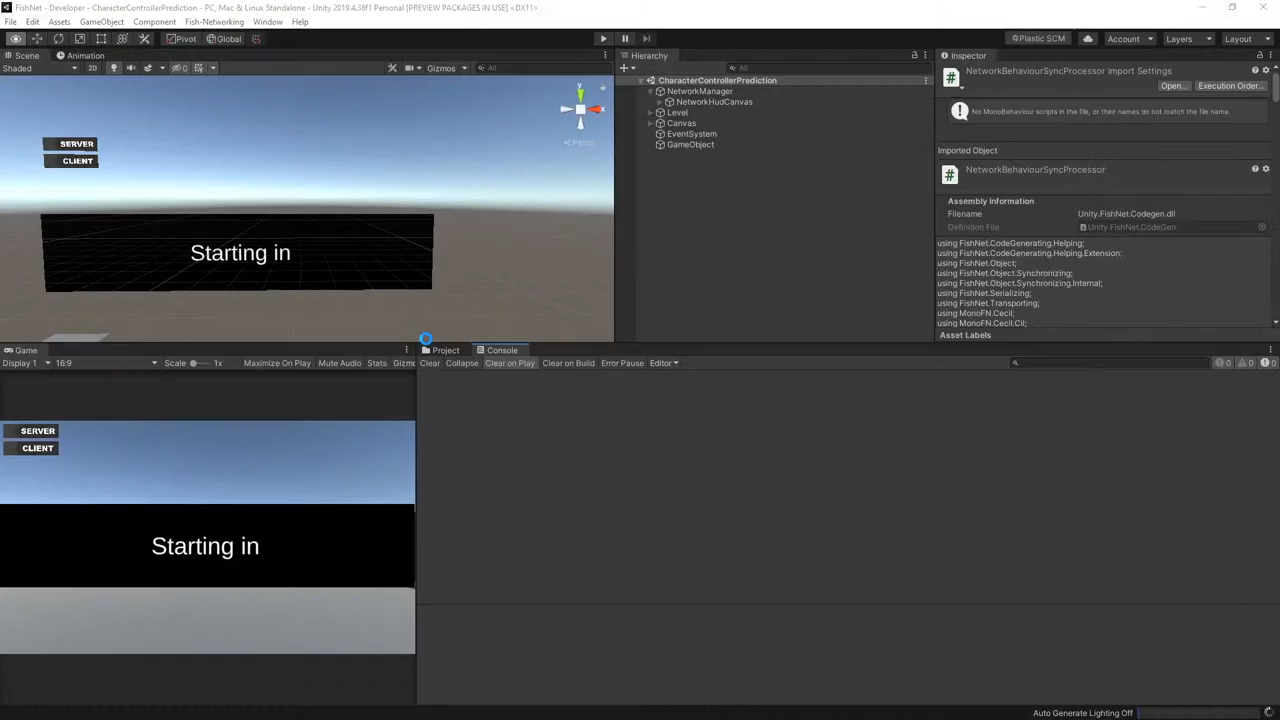 FishNet - Developer - CharacterControllerPrediction - PC, Mac & Linux Standalone - Unity 2019.4.36f1 Personal [PREVIEW PACKAGES IN USE] <DX11>
File Edit Assets GameObject Component Fish-Networking Window Help
Pivot Global Plastic SCM Account Layers Layout
Scene Animation
Shaded 2D 0 Gizmos All
y
x
Persp
SERVER
CLIENT
Starting in
Hierarchy
All
CharacterControllerPrediction
NetworkManager
NetworkHudCanvas
Level
Canvas
EventSystem
GameObject
Inspector
NetworkBehaviourSyncProcessor Import Settings
Open... Execution Order...
No MonoBehaviour scripts in the file, or their names do not match the file name.
Imported Object
NetworkBehaviourSyncProcessor
Assembly Information
Filename Unity.FishNet.Codegen.dll
Definition File Unity.FishNet.CodeGen
using FishNet.CodeGenerating.Helping;
using FishNet.CodeGenerating.Helping.Extension;
using FishNet.Object;
using FishNet.Object.Synchronizing;
using FishNet.Object.Synchronizing.Internal;
using FishNet.Serializing;
using FishNet.Transporting;
using MonoFN.Cecil;
using MonoFN.Cecil.Cil;
Asset Labels
Game
Display 1 16:9 Scale 1x Maximize On Play Mute Audio Stats Gizmo
SERVER
CLIENT
Starting in
Project Console
Clear Collapse Clear on Play Clear on Build Error Pause Editor 0 0 0
Auto Generate Lighting Off